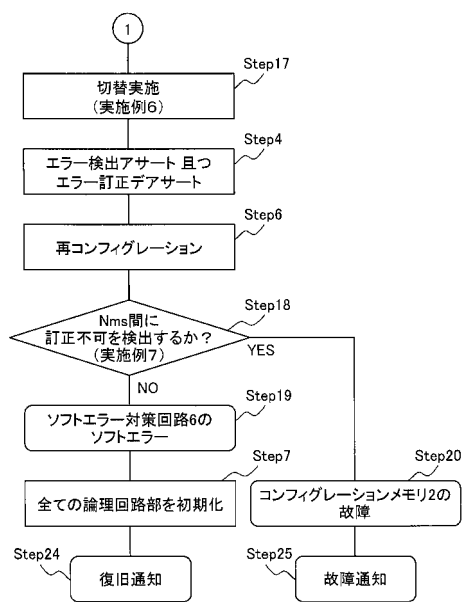 1
Step17
切替実施
(実施例6)
Step4
エラー検出アサート 且つ
エラー訂正デアサート
Step6
再コンフィグレーション
Step18
Nms間に
訂正不可を検出するか?
(実施例7)
YES
NO
Step19
ソフトエラー対策回路6の
ソフトエラー
Step7
全ての論理回路部を初期化
Step20
コンフィグレーションメモリ2の
故障
Step24
復旧通知
Step25
故障通知